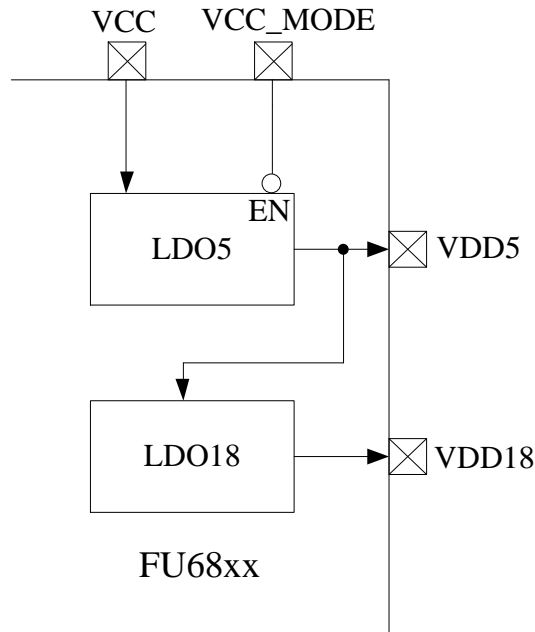 VCC
VCC_MODE
EN
LDO5
VDD5
LDO18
VDD18
FU68xx